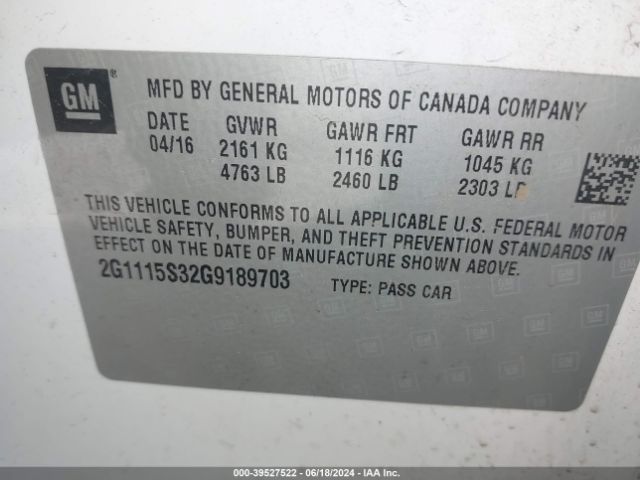 GM ®
MFD BY GENERAL MOTORS OF CANADA COMPANY
DATE GVWR GAWR FRT GAWR RR
04/16 2161 KG 1116 KG 1045 KG
4763 LB 2460 LB 2303 LB
THIS VEHICLE CONFORMS TO ALL APPLICABLE U.S. FEDERAL MOTOR
VEHICLE SAFETY, BUMPER, AND THEFT PREVENTION STANDARDS IN
EFFECT ON THE DATE OF MANUFACTURE SHOWN ABOVE.
2G1115S32G9189703 TYPE: PASS CAR
000-39527522 / 06/18/2024 - IAA Inc.